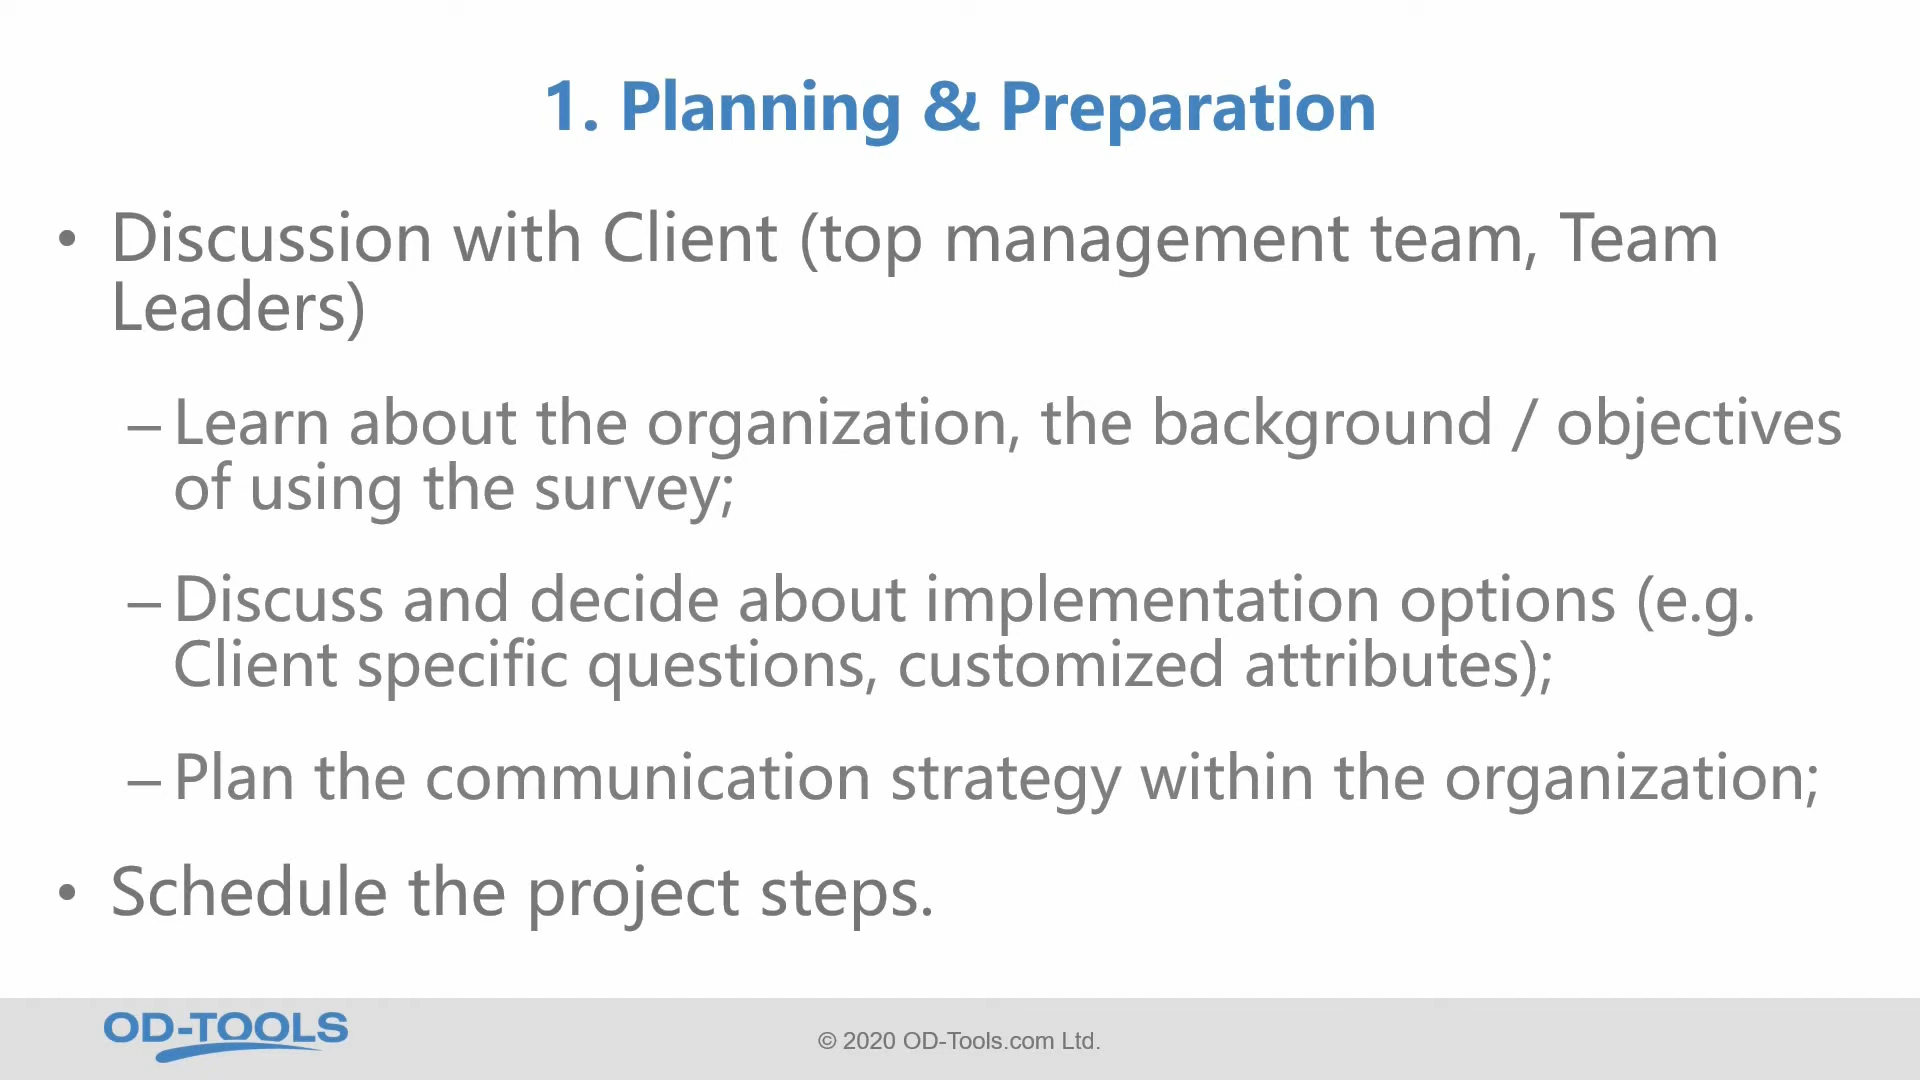 1. Planning & Preparation
• Discussion with Client (top management team, Team
Leaders)
– Learn about the organization, the background / objectives
of using the survey;
– Discuss and decide about implementation options (e.g.
Client specific questions, customized attributes);
– Plan the communication strategy within the organization;
• Schedule the project steps.
OD-TOOLS
© 2020 OD-Tools.com Ltd.